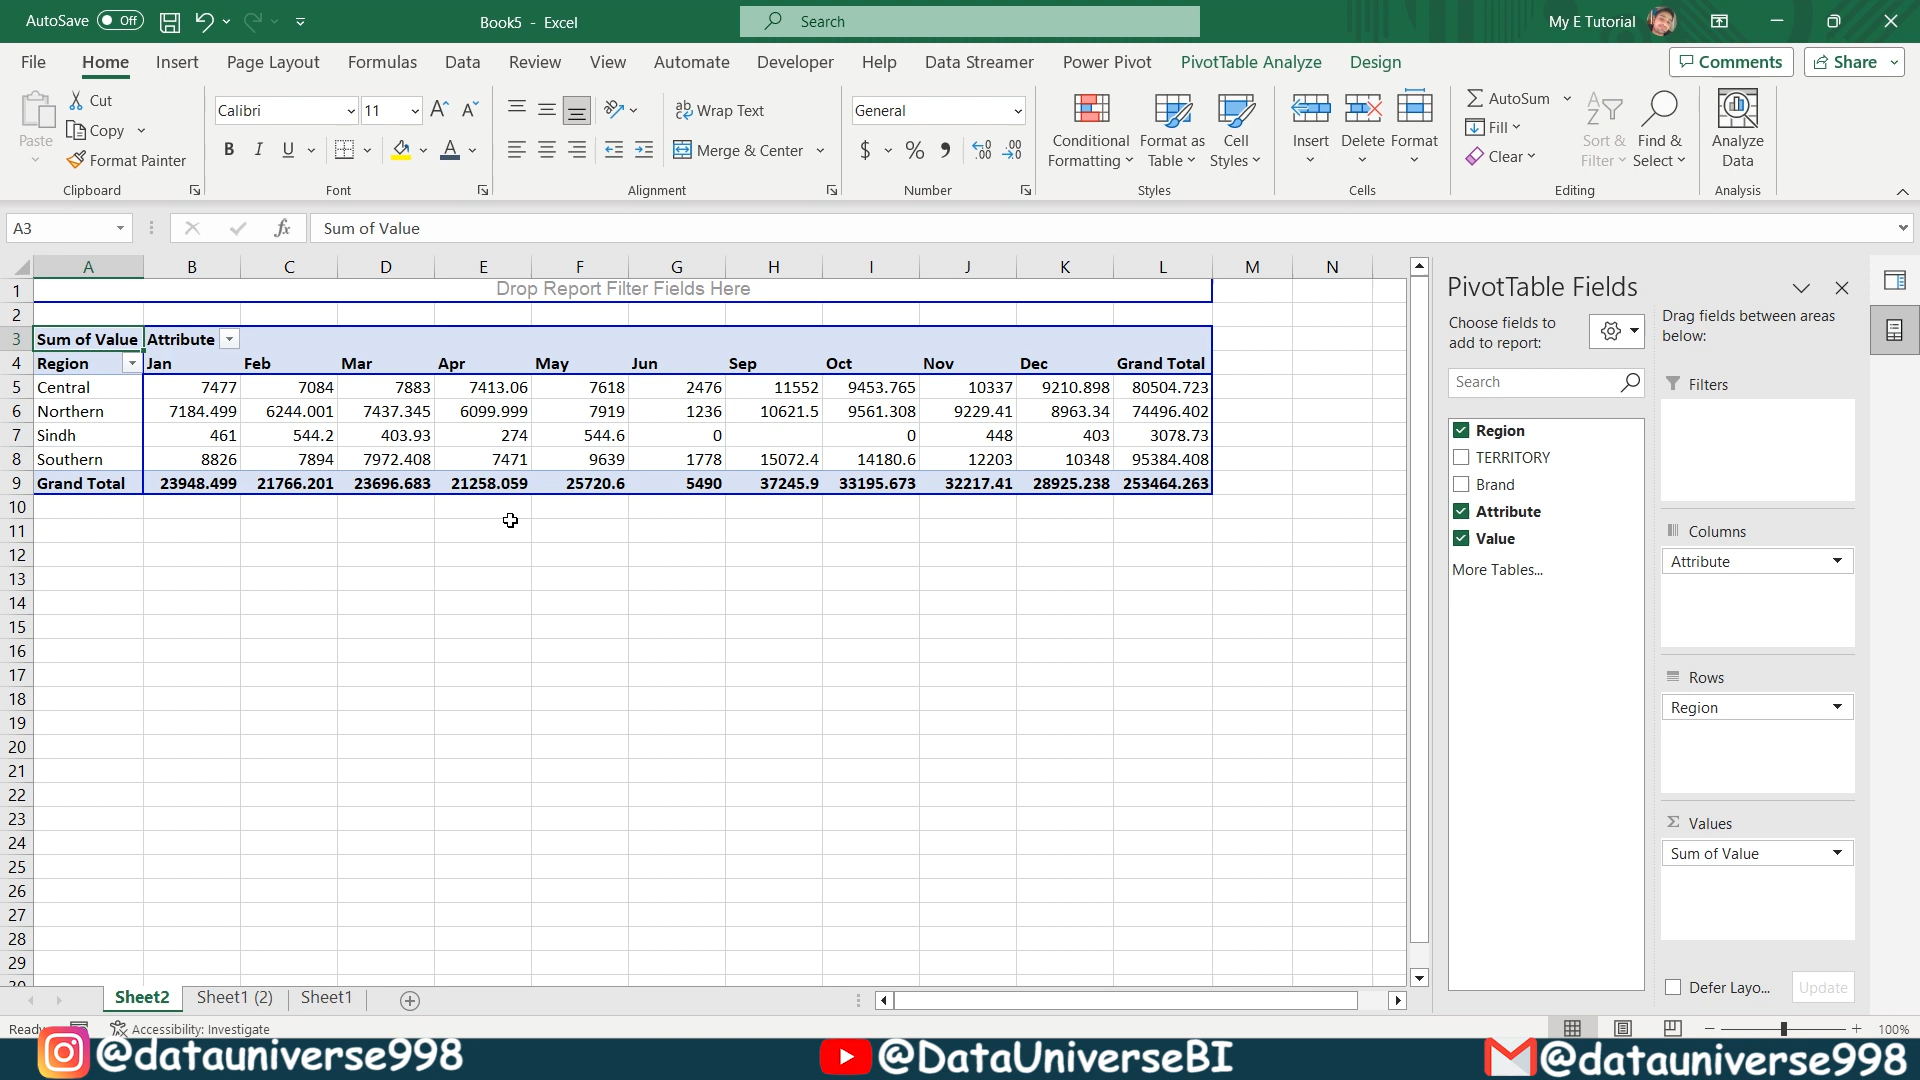 AutoSave Off Book5 - Excel Search My E Tutorial
File Home Insert Page Layout Formulas Data Review View Automate Developer Help Data Streamer Power Pivot PivotTable Analyze Design Comments Share
Paste Cut Copy Format Painter Clipboard
Calibri 11 B I U Font
Wrap Text Merge & Center Alignment
General $ % Number
Conditional Formatting Format as Table Cell Styles Styles
Insert Delete Format Cells
AutoSum Fill Clear Sort & Filter Find & Select Editing
Analyze Data Analysis
A3 fx Sum of Value
A B C D E F G H I J K L M N
1 Drop Report Filter Fields Here
2
3 Sum of Value Attribute
4 Region Jan Feb Mar Apr May Jun Sep Oct Nov Dec Grand Total
5 Central 7477 7084 7883 7413.06 7618 2476 11552 9453.765 10337 9210.898 80504.723
6 Northern 7184.499 6244.001 7437.345 6099.999 7919 1236 10621.5 9561.308 9229.41 8963.34 74496.402
7 Sindh 461 544.2 403.93 274 544.6 0 0 448 403 3078.73
8 Southern 8826 7894 7972.408 7471 9639 1778 15072.4 14180.6 12203 10348 95384.408
9 Grand Total 23948.499 21766.201 23696.683 21258.059 25720.6 5490 37245.9 33195.673 32217.41 28925.238 253464.263
10
11
12
13
14
15
16
17
18
19
20
21
22
23
24
25
26
27
28
29
30
PivotTable Fields
Choose fields to add to report:
Search
Region
TERRITORY
Brand
Attribute
Value
More Tables...
Drag fields between areas below:
Filters
Columns
Attribute
Rows
Region
Values
Sum of Value
Defer Layo... Update
Sheet2 Sheet1 (2) Sheet1
Ready Accessibility: Investigate 100%
@datauniverse998 @DataUniverseBI @datauniverse998